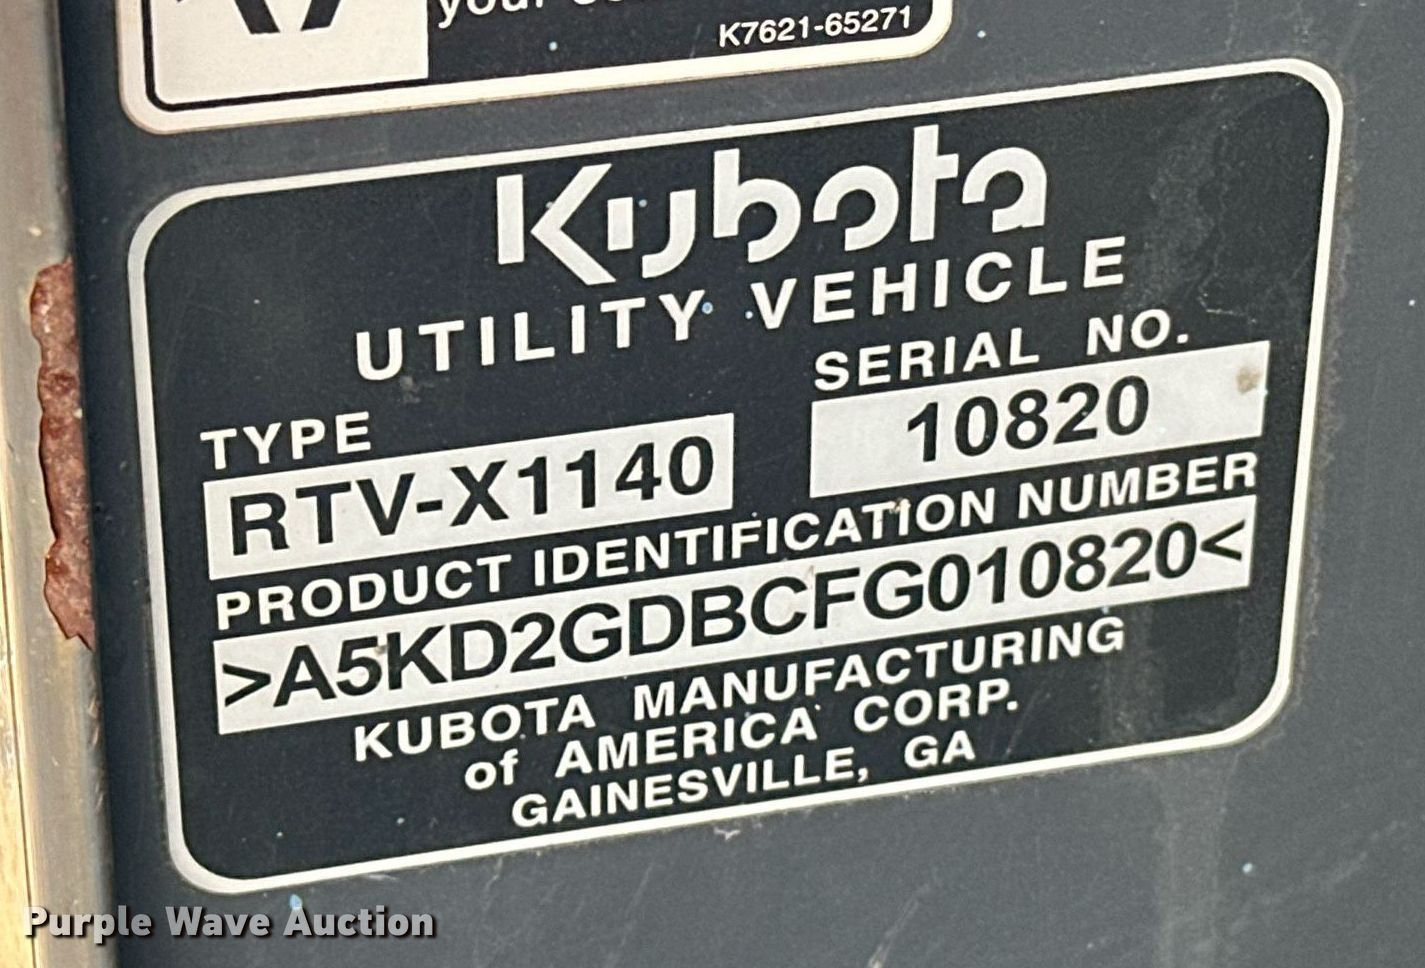 your
K7621-65271
Kubota
UTILITY VEHICLE
SERIAL NO.
TYPE
10820
RTV-X1140
PRODUCT IDENTIFICATION NUMBER
>A5KD2GDBCFG010820<
KUBOTA MANUFACTURING
of AMERICA CORP.
GAINESVILLE, GA
Purple Wave Auction